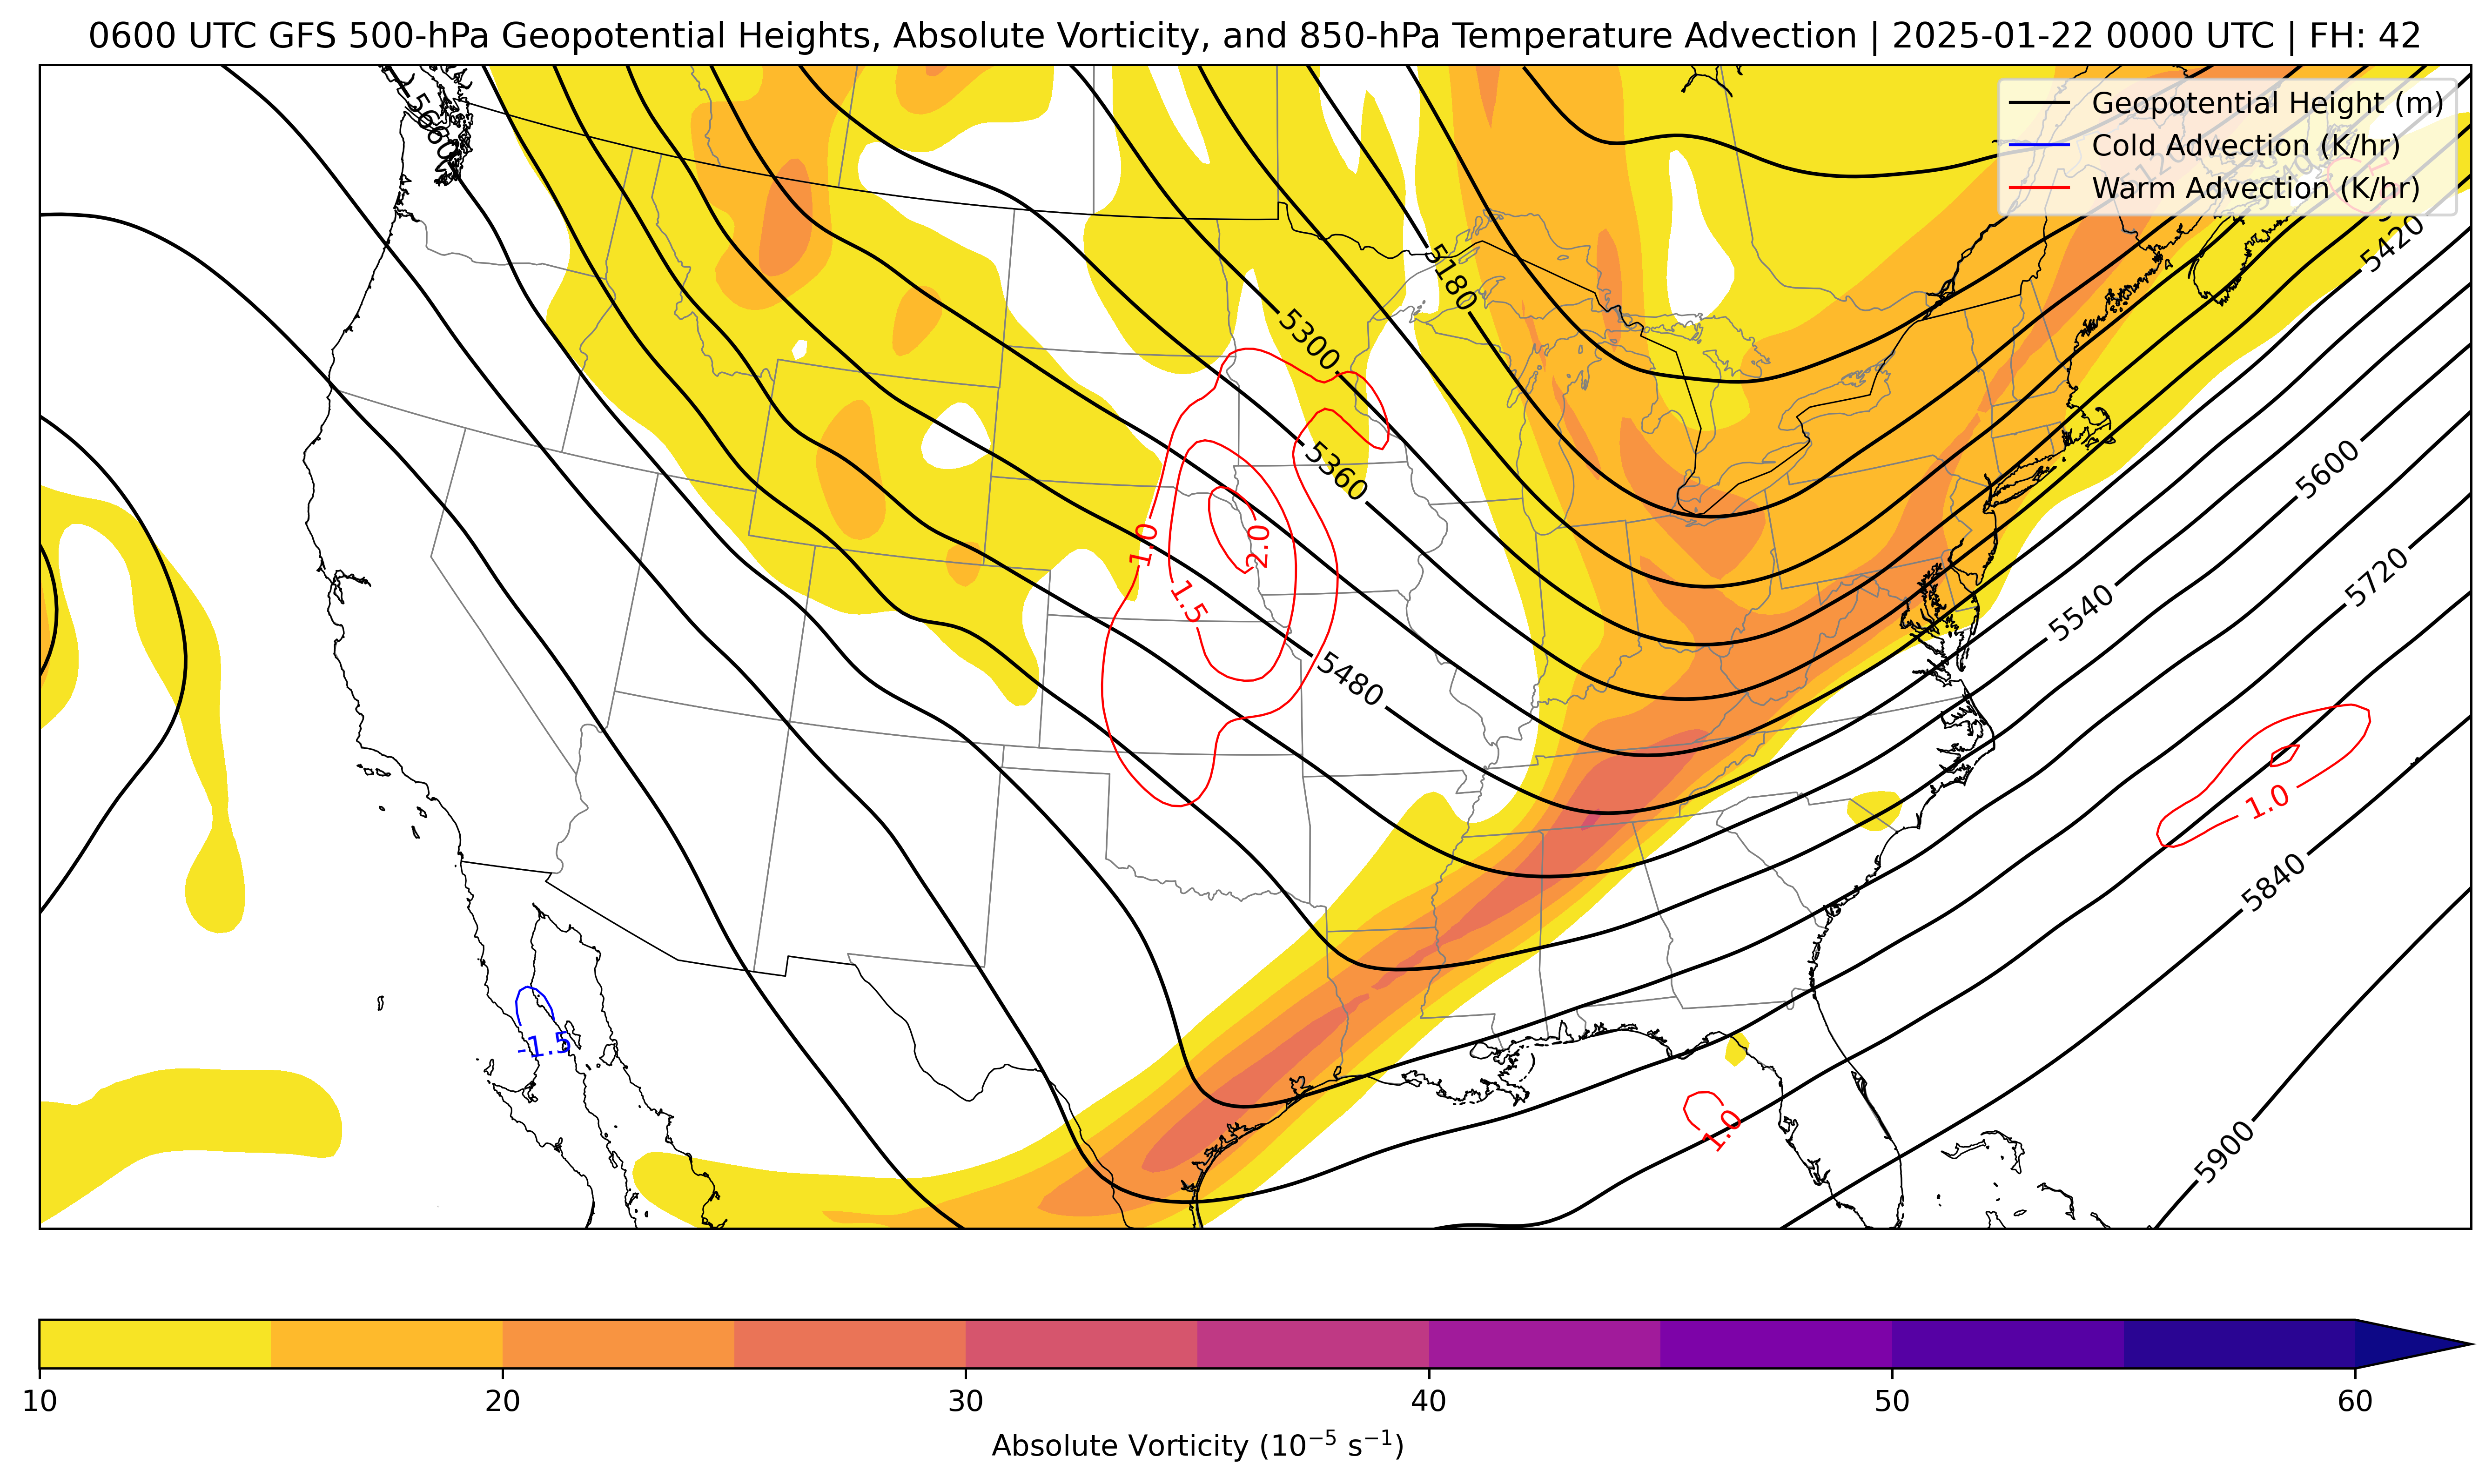 0600 UTC GFS 500-hPa Geopotential Heights, Absolute Vorticity, and 850-hPa Temperature Advection | 2025-01-22 0000 UTC | FH: 42
Geopotential Height (m)
Cold Advection (K/hr)
Warm Advection (K/hr)
5180
5420
5300
5360
5600
1.0
2.0
1.5
5720
5540
5480
1.0
5840
-1.5
1.0
5900
10 20 30 40 50 60
Absolute Vorticity (10⁻⁵ s⁻¹)